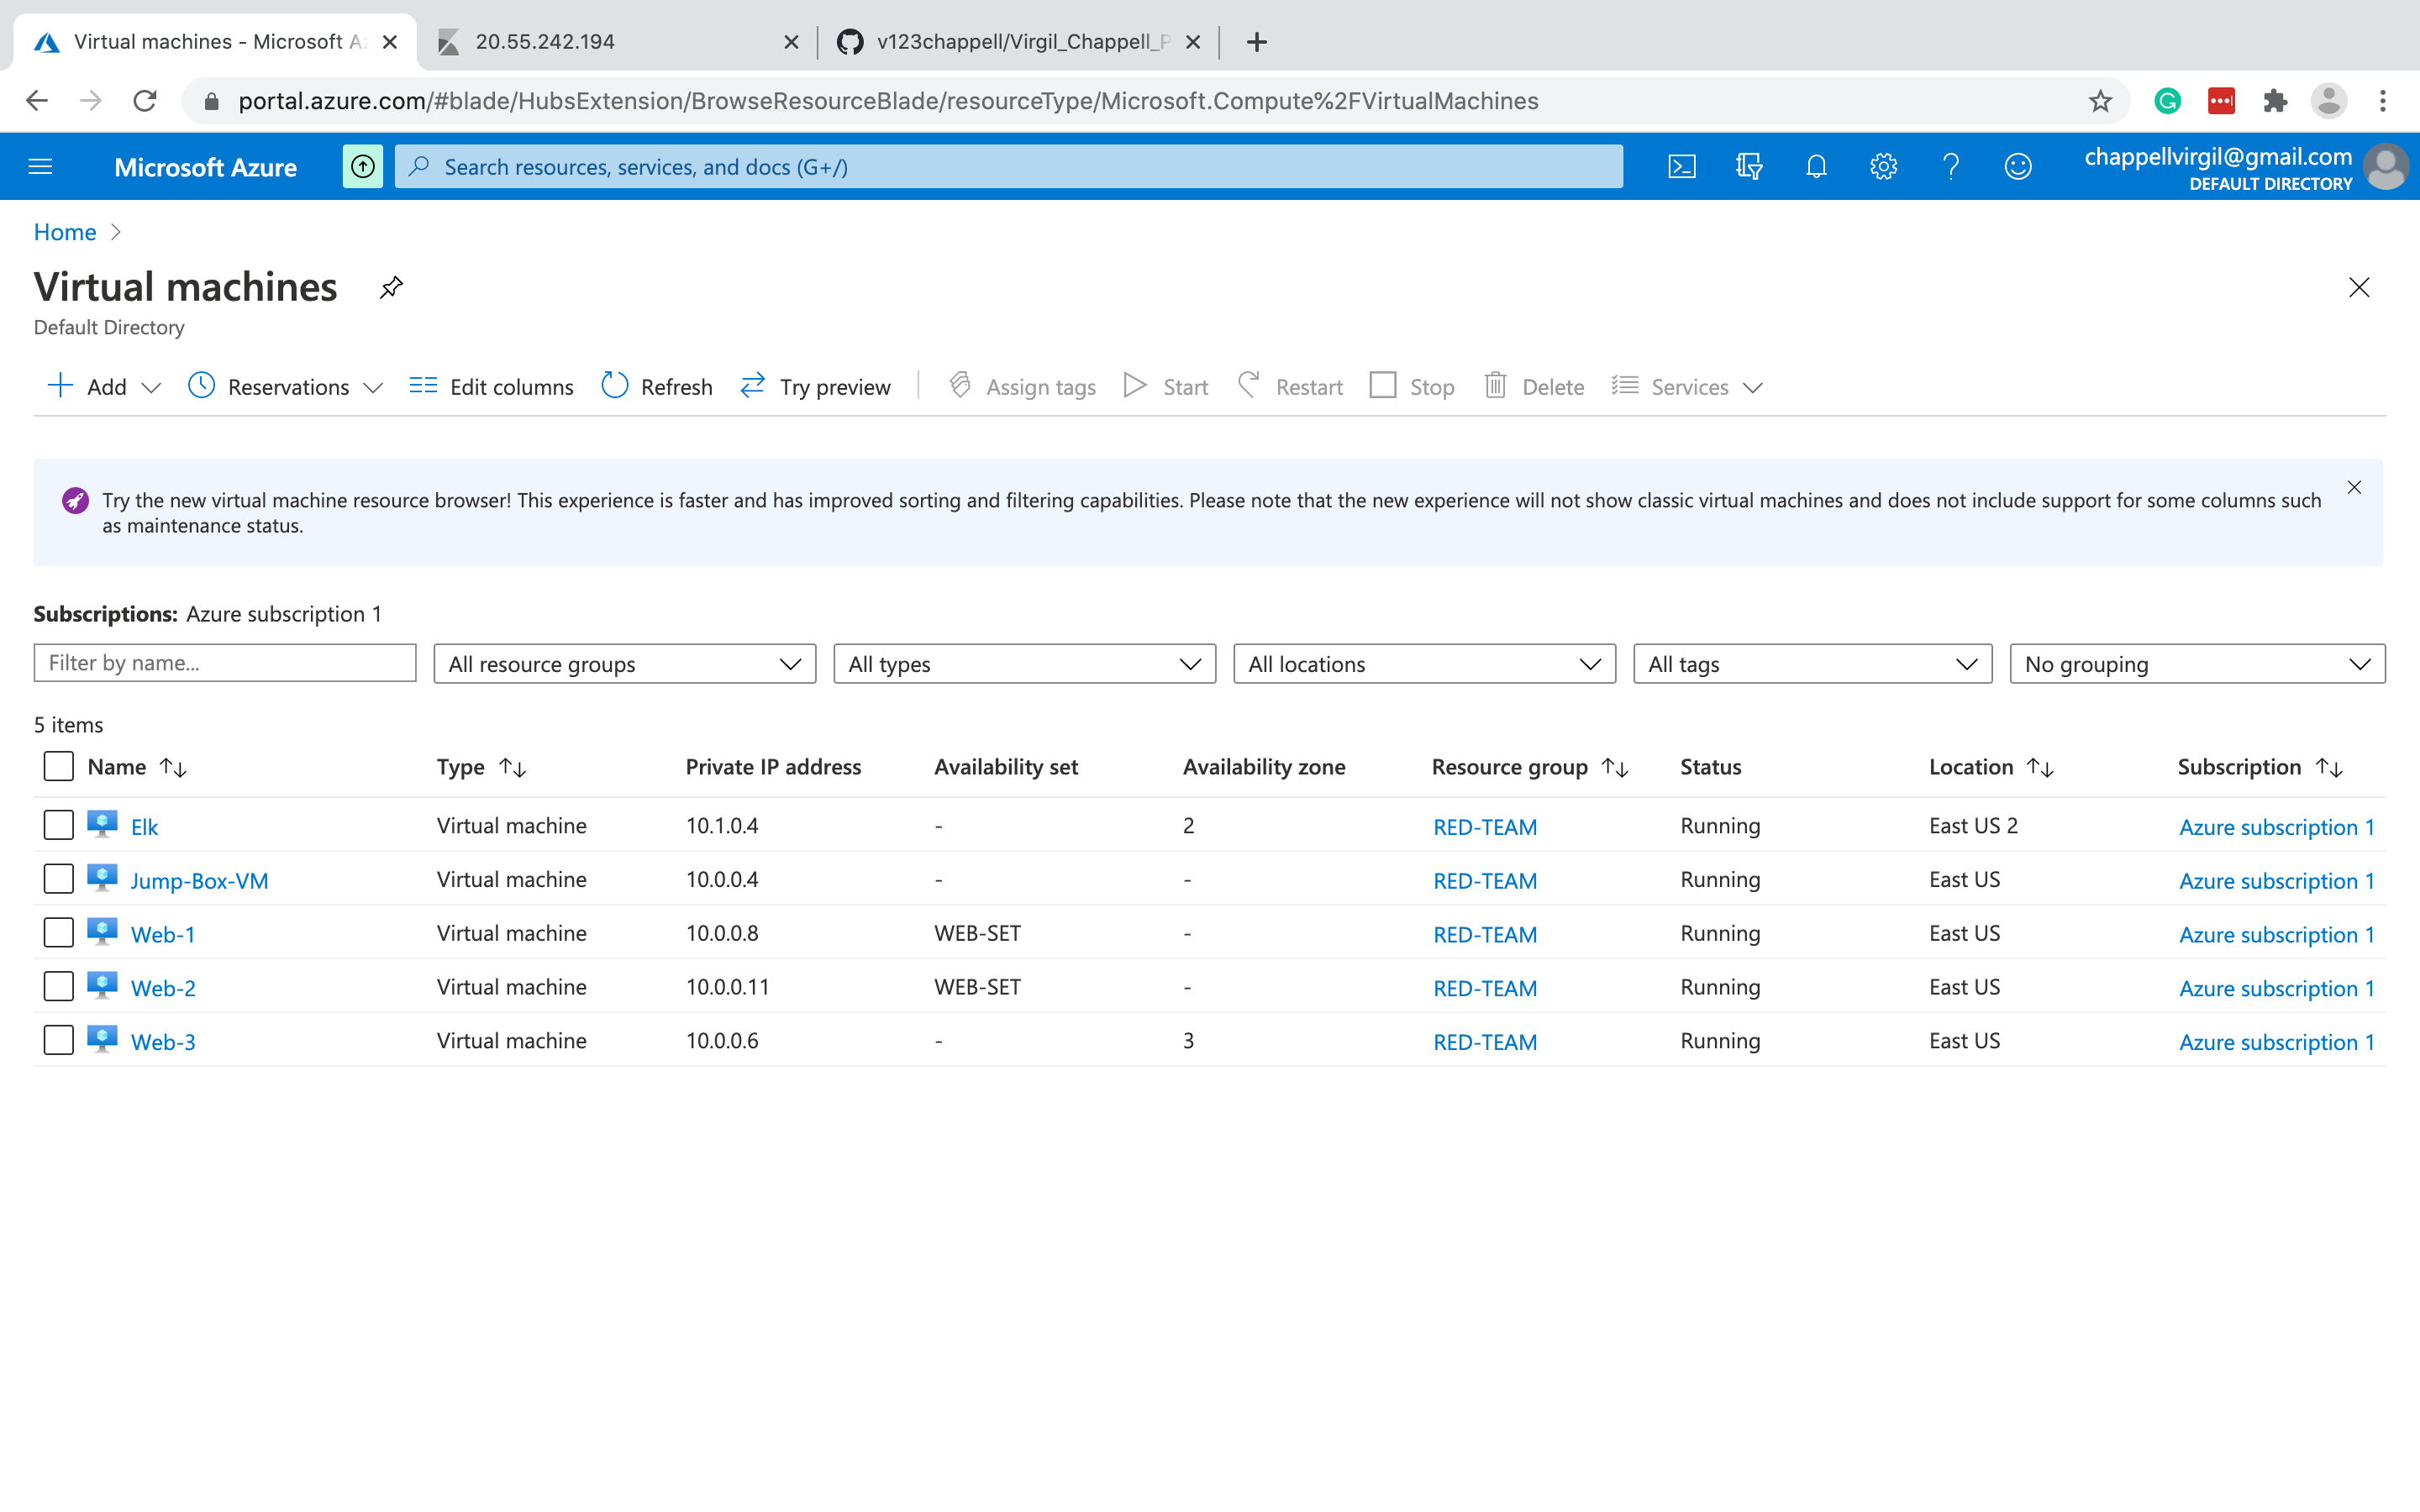 Virtual machines - Microsoft Az
20.55.242.194
v123chappell/Virgil_Chappell_P
portal.azure.com/#blade/HubsExtension/BrowseResourceBlade/resourceType/Microsoft.Compute%2FVirtualMachines
Microsoft Azure
Search resources, services, and docs (G+/)
chappellvirgil@gmail.com
DEFAULT DIRECTORY
Home
Virtual machines
Default Directory
Add Reservations Edit columns Refresh Try preview Assign tags Start Restart Stop Delete Services
Try the new virtual machine resource browser! This experience is faster and has improved sorting and filtering capabilities. Please note that the new experience will not show classic virtual machines and does not include support for some columns such
as maintenance status.
Subscriptions: Azure subscription 1
Filter by name... All resource groups All types All locations All tags No grouping
5 items
Name Type Private IP address Availability set Availability zone Resource group Status Location Subscription
Elk Virtual machine 10.1.0.4 - 2 RED-TEAM Running East US 2 Azure subscription 1
Jump-Box-VM Virtual machine 10.0.0.4 - - RED-TEAM Running East US Azure subscription 1
Web-1 Virtual machine 10.0.0.8 WEB-SET - RED-TEAM Running East US Azure subscription 1
Web-2 Virtual machine 10.0.0.11 WEB-SET - RED-TEAM Running East US Azure subscription 1
Web-3 Virtual machine 10.0.0.6 - 3 RED-TEAM Running East US Azure subscription 1